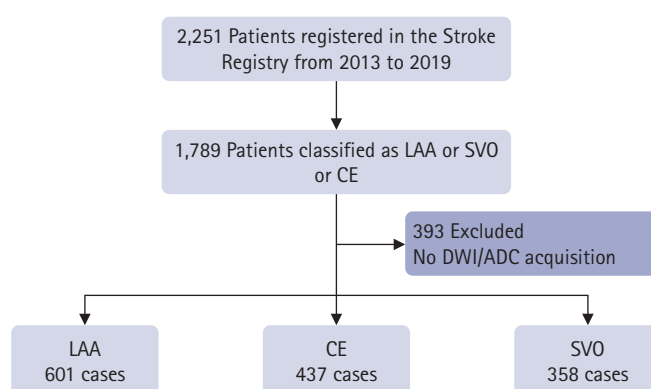 2,251 Patients registered in the Stroke
Registry from 2013 to 2019
1,789 Patients classified as LAA or SVO
or CE
393 Excluded
No DWI/ADC acquisition
LAA
601 cases
CE
437 cases
SVO
358 cases